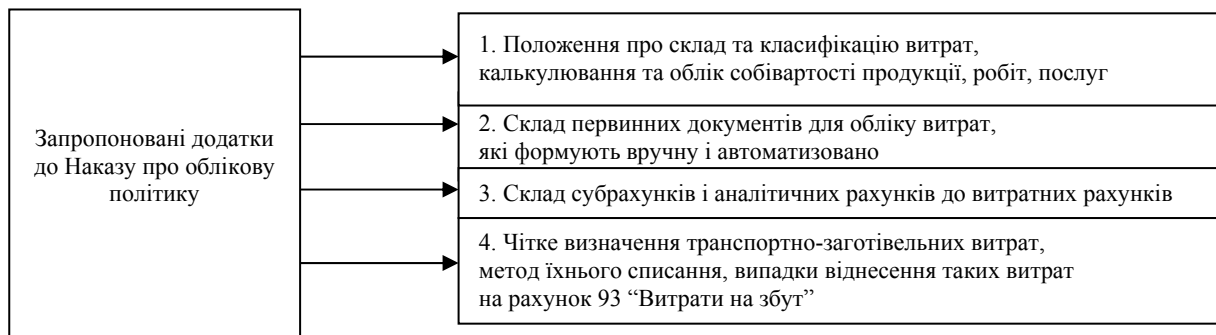 Запропоновані додатки
до Наказу про облікову
політику
1. Положення про склад та класифікацію витрат,
калькулювання та облік собівартості продукції, робіт, послуг
2. Склад первинних документів для обліку витрат,
які формують вручну і автоматизовано
3. Склад субрахунків і аналітичних рахунків до витратних рахунків
4. Чітке визначення транспортно-заготівельних витрат,
метод їхнього списання, випадки віднесення таких витрат
на рахунок 93 “Витрати на збут”